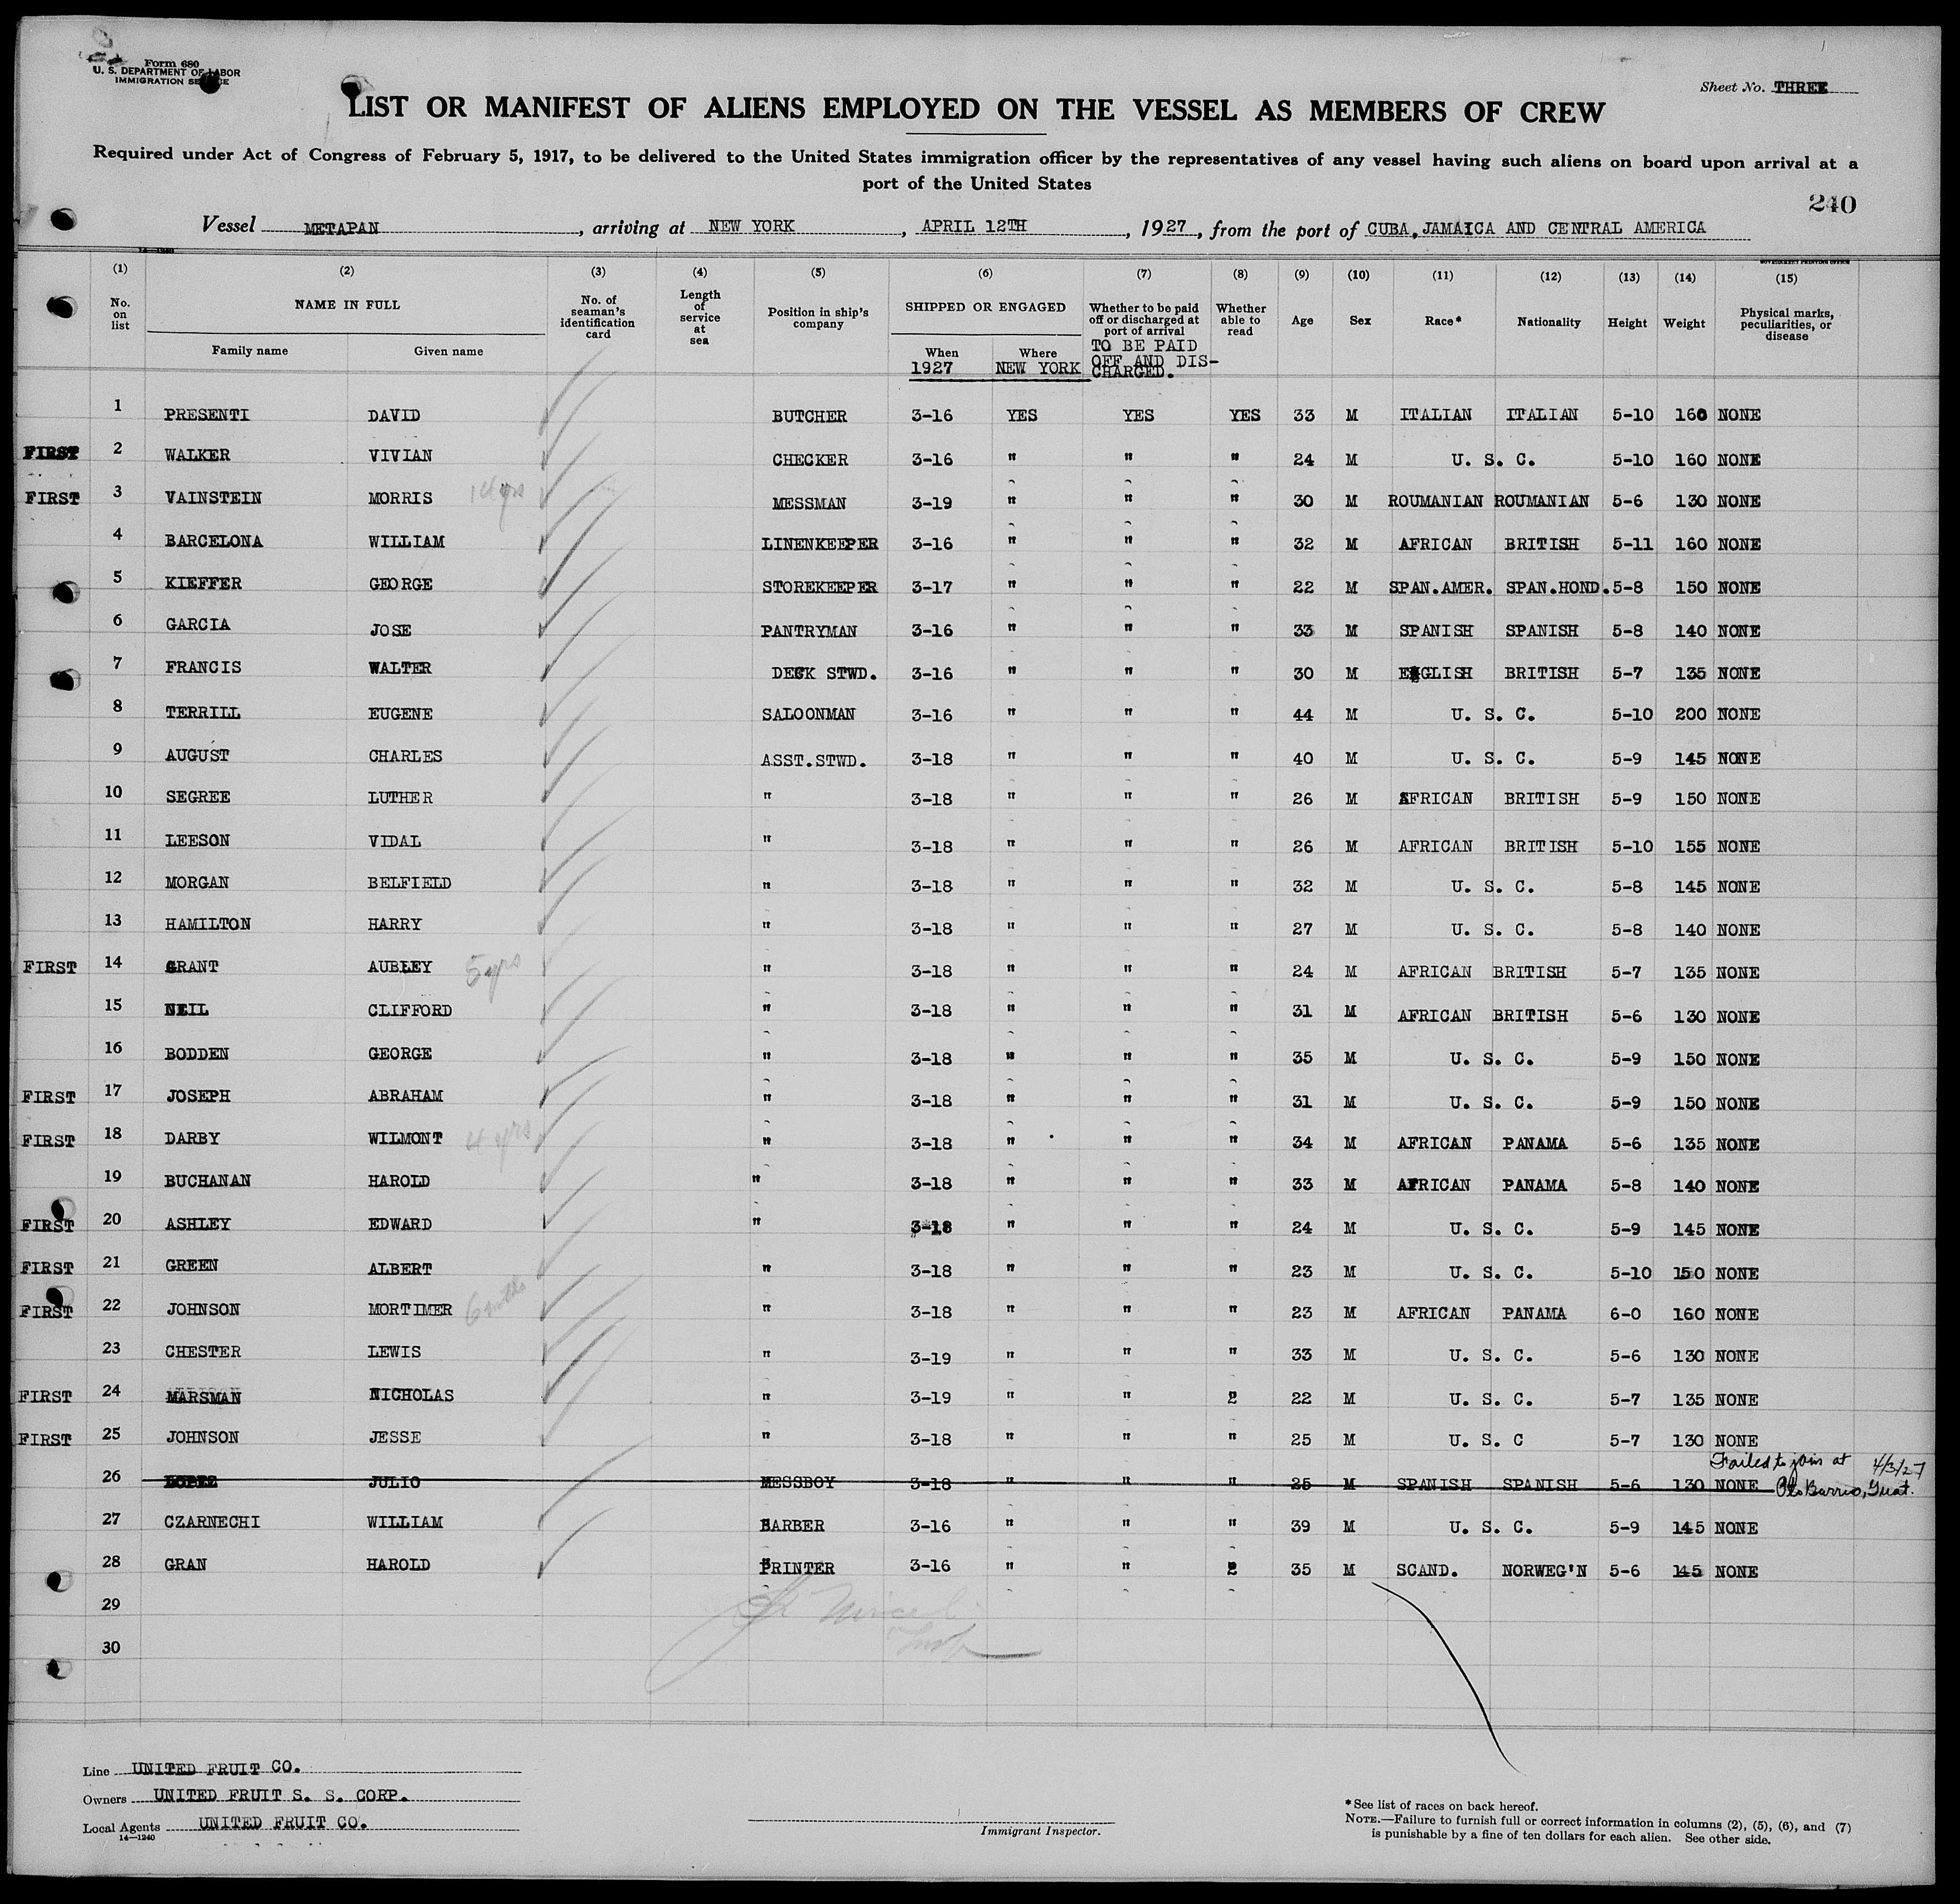 Form 680
U. S. DEPARTMENT OF LABOR
IMMIGRATION SERVICE
Sheet No. THREE
LIST OR MANIFEST OF ALIENS EMPLOYED ON THE VESSEL AS MEMBERS OF CREW
Required under Act of Congress of February 5, 1917, to be delivered to the United States immigration officer by the representatives of any vessel having such aliens on board upon arrival at a
port of the United States
240
Vessel METAPAN, arriving at NEW YORK, APRIL 12TH, 1927, from the port of CUBA, JAMAICA AND CENTRAL AMERICA
14—1240
GOVERNMENT PRINTING OFFICE
(1) (2) (3) (4) (5) (6) (7) (8) (9) (10) (11) (12) (13) (14) (15)
No. on list NAME IN FULL No. of seaman's identification card Length of service at sea Position in ship's company SHIPPED OR ENGAGED Whether to be paid off or discharged at port of arrival Whether able to read Age Sex Race* Nationality Height Weight Physical marks, peculiarities, or disease
Family name Given name When Where TO BE PAID OFF AND DIS-CHARGED.
1927 NEW YORK
1 PRESENTI DAVID BUTCHER 3-16 YES YES YES 33 M ITALIAN ITALIAN 5-10 160 NONE
FIRST 2 WALKER VIVIAN CHECKER 3-16 " " " 24 M U. S. C. 5-10 160 NONE
FIRST 3 VAINSTEIN MORRIS MESSMAN 3-19 " " " 30 M ROUMANIAN ROUMANIAN 5-6 130 NONE
4 BARCELONA WILLIAM LINENKEEPER 3-16 " " " 32 M AFRICAN BRITISH 5-11 160 NONE
5 KIEFFER GEORGE STOREKEEPER 3-17 " " " 22 M SPAN.AMER. SPAN.HOND. 5-8 150 NONE
6 GARCIA JOSE PANTRYMAN 3-16 " " " 33 M SPANISH SPANISH 5-8 140 NONE
7 FRANCIS WALTER DECK STWD. 3-16 " " " 30 M ENGLISH BRITISH 5-7 135 NONE
8 TERRILL EUGENE SALOONMAN 3-16 " " " 44 M U. S. C. 5-10 200 NONE
9 AUGUST CHARLES ASST.STWD. 3-18 " " " 40 M U. S. C. 5-9 145 NONE
10 SEGREE LUTHER " 3-18 " " " 26 M AFRICAN BRITISH 5-9 150 NONE
11 LEESON VIDAL " 3-18 " " " 26 M AFRICAN BRITISH 5-10 155 NONE
12 MORGAN BELFIELD " 3-18 " " " 32 M U. S. C. 5-8 145 NONE
13 HAMILTON HARRY " 3-18 " " " 27 M U. S. C. 5-8 140 NONE
FIRST 14 GRANT AUBLEY 5 yrs " 3-18 " " " 24 M AFRICAN BRITISH 5-7 135 NONE
15 NEIL CLIFFORD " 3-18 " " " 31 M AFRICAN BRITISH 5-6 130 NONE
16 BODDEN GEORGE " 3-18 " " " 35 M U. S. C. 5-9 150 NONE
FIRST 17 JOSEPH ABRAHAM " 3-18 " " " 31 M U. S. C. 5-9 150 NONE
FIRST 18 DARBY WILMONT 4 yrs " 3-18 " " " 34 M AFRICAN PANAMA 5-6 135 NONE
19 BUCHANAN HAROLD " 3-18 " " " 33 M AFRICAN PANAMA 5-8 140 NONE
FIRST 20 ASHLEY EDWARD " 3-18 " " " 24 M U. S. C. 5-9 145 NONE
FIRST 21 GREEN ALBERT " 3-18 " " " 23 M U. S. C. 5-10 150 NONE
FIRST 22 JOHNSON MORTIMER 6 mths " 3-18 " " " 23 M AFRICAN PANAMA 6-0 160 NONE
23 CHESTER LEWIS " 3-19 " " " 33 M U. S. C. 5-6 130 NONE
FIRST 24 MARSMAN NICHOLAS " 3-19 " " 2 22 M U. S. C. 5-7 135 NONE
FIRST 25 JOHNSON JESSE " 3-18 " " " 25 M U. S. C 5-7 130 NONE
Failed to join at 4/3/27
26 LOPEZ JULIO MESSBOY 3-18 " " " 25 M SPANISH SPANISH 5-6 130 NONE Pto Barrio, Guat.
27 CZARNECHI WILLIAM BARBER 3-16 " " " 39 M U. S. C. 5-9 145 NONE
28 GRAN HAROLD PRINTER 3-16 " " 2 35 M SCAND. NORWEG'N 5-6 145 NONE
29
30
Line UNITED FRUIT CO.
Owners UNITED FRUIT S. S. CORP.
Local Agents UNITED FRUIT CO.
14—1240
Immigrant Inspector.
*See list of races on back hereof.
NOTE.—Failure to furnish full or correct information in columns (2), (5), (6), and (7)
is punishable by a fine of ten dollars for each alien. See other side.